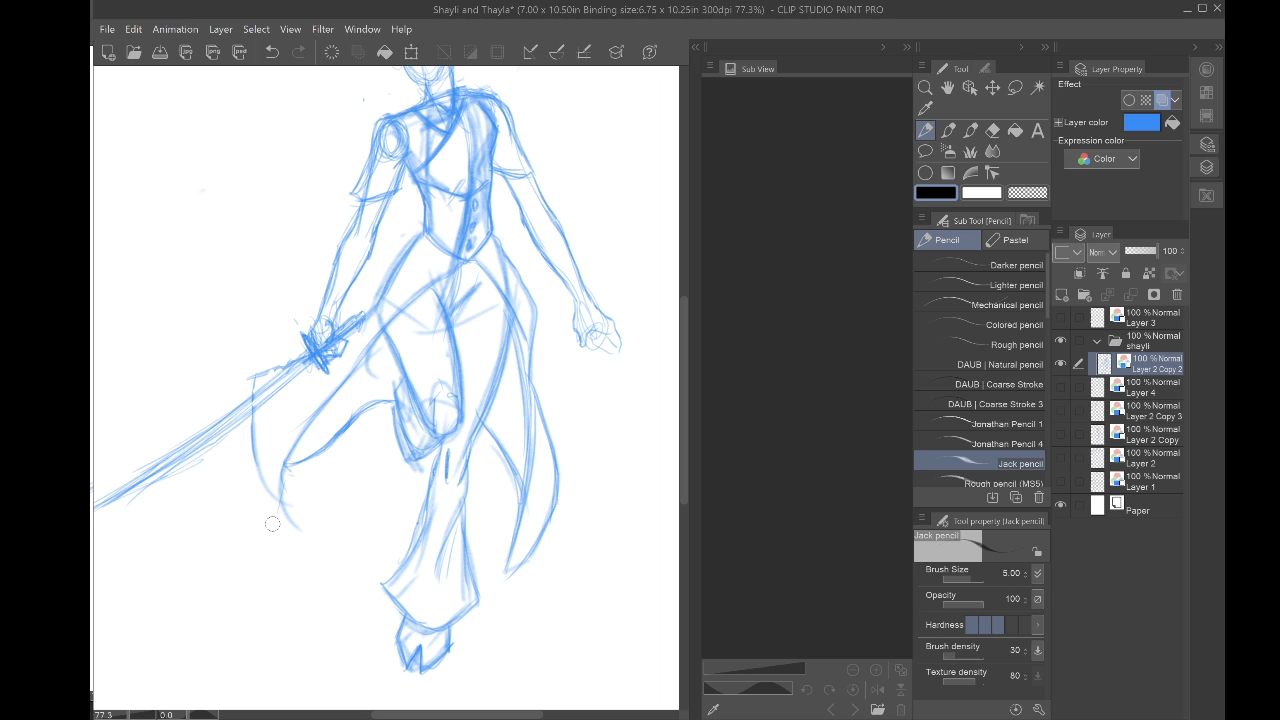 Shayli and Thayla* (7.00 x 10.50in Binding size:6.75 x 10.25in 300dpi 77.3%)  - CLIP STUDIO PAINT PRO
File Edit Animation Layer Select View Filter Window Help
Sub View
Tool
Sub Tool [Pencil]
Pencil
Pastel
Darker pencil
Lighter pencil
Mechanical pencil
Colored pencil
Rough pencil
DAUB | Natural pencil
DAUB | Coarse Stroke
DAUB | Coarse Stroke 3
Jonathan Pencil 1
Jonathan Pencil 4
Jack pencil
Rough pencil (MS5)
Tool property [Jack pencil]
Jack pencil
Brush Size 5.00
Opacity 100
Hardness
Brush density 30
Texture density 80
Layer Property
Effect
Layer color
Expression color
Color
Layer
Norm 100
100 % Normal
Layer 3
100 % Normal
shayli
100 % Normal
Layer 2 Copy 2
100 % Normal
Layer 4
100 % Normal
Layer 2 Copy 3
100 % Normal
Layer 2 Copy
100 % Normal
Layer 2
100 % Normal
Layer 1
Paper
77.3 0.0